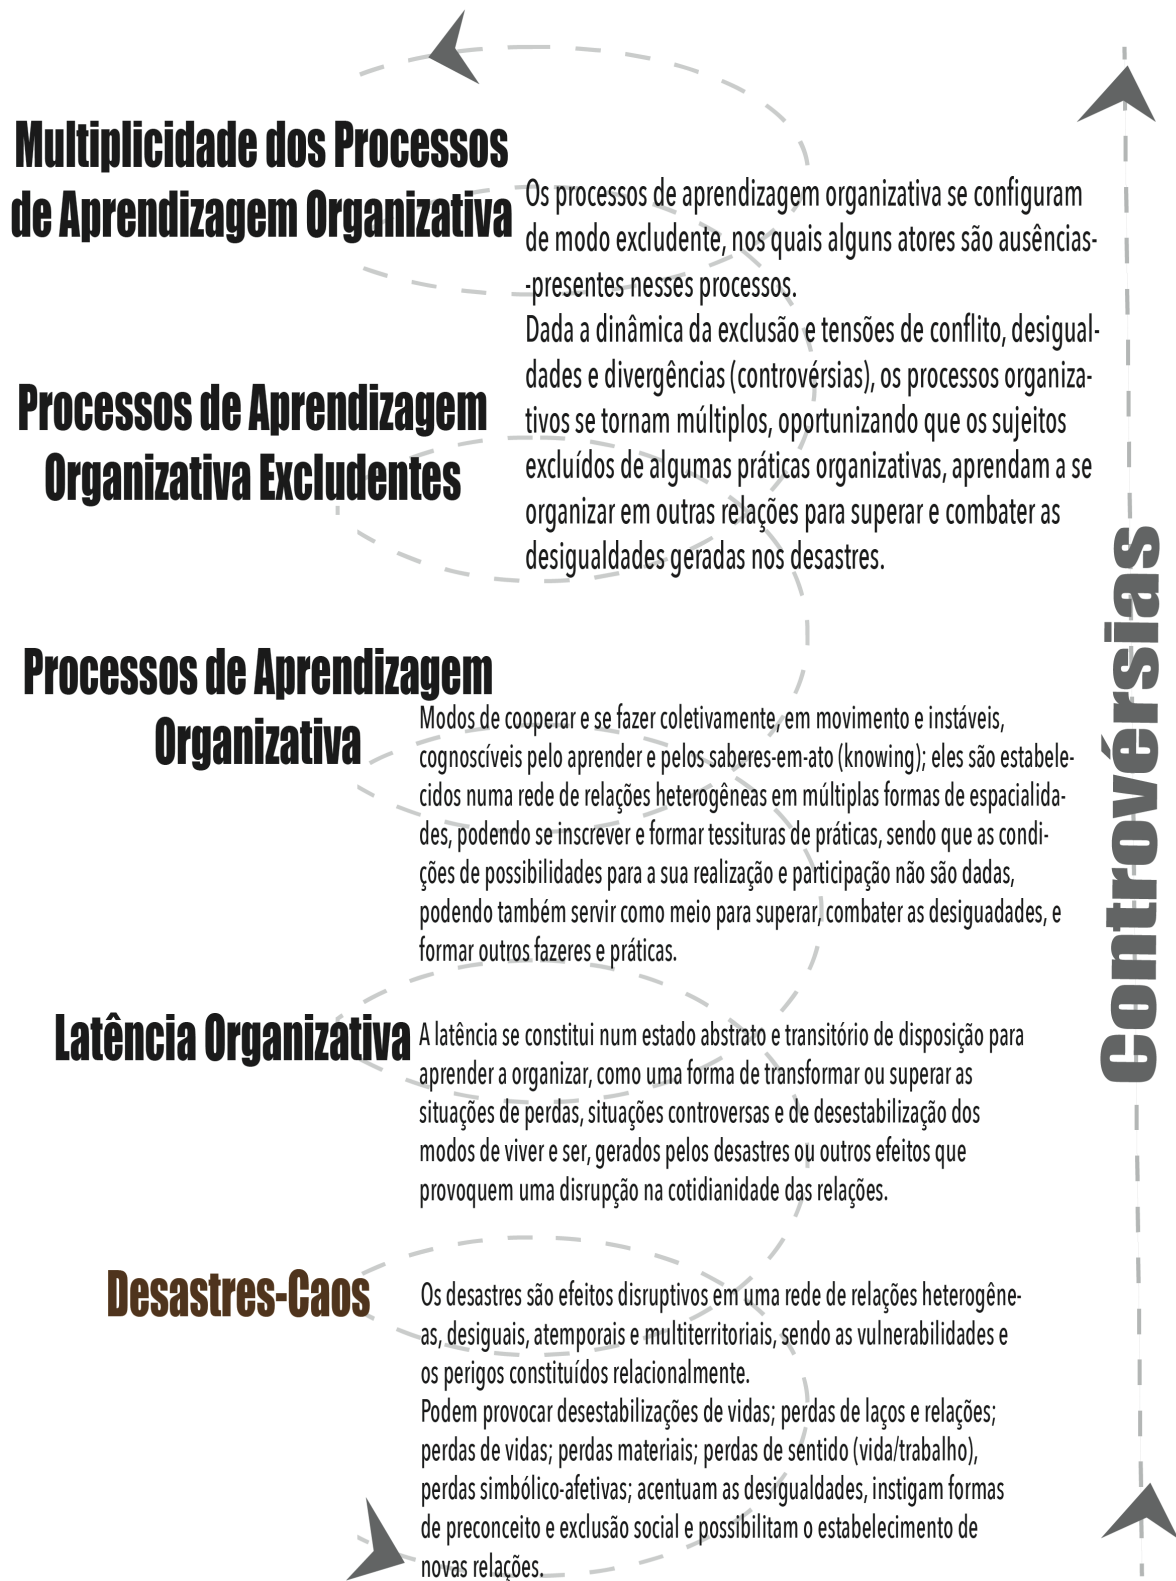 Multiplicidade dos Processos
de Aprendizagem Organizativa
Os processos de aprendizagem organizativa se configuram
de modo excludente, nos quais alguns atores são ausências-
-presentes nesses processos.
Dada a dinâmica da exclusão e tensões de conflito, desigual-
dades e divergências (controvérsias), os processos organiza-
tivos se tornam múltiplos, oportunizando que os sujeitos
excluídos de algumas práticas organizativas, aprendam a se
organizar em outras relações para superar e combater as
desigualdades geradas nos desastres.
Processos de Aprendizagem
Organizativa Excludentes
Processos de Aprendizagem
Organizativa
Modos de cooperar e se fazer coletivamente, em movimento e instáveis,
cognoscíveis pelo aprender e pelos saberes-em-ato (knowing); eles são estabele-
cidos numa rede de relações heterogêneas em múltiplas formas de espacialida-
des, podendo se inscrever e formar tessituras de práticas, sendo que as condi-
ções de possibilidades para a sua realização e participação não são dadas,
podendo também servir como meio para superar, combater as desiguadades, e
formar outros fazeres e práticas.
Latência Organizativa
A latência se constitui num estado abstrato e transitório de disposição para
aprender a organizar, como uma forma de transformar ou superar as
situações de perdas, situações controversas e de desestabilização dos
modos de viver e ser, gerados pelos desastres ou outros efeitos que
provoquem uma disrupção na cotidianidade das relações.
Desastres-Caos
Os desastres são efeitos disruptivos em uma rede de relações heterogêne-
as, desiguais, atemporais e multiterritoriais, sendo as vulnerabilidades e
os perigos constituídos relacionalmente.
Podem provocar desestabilizações de vidas; perdas de laços e relações;
perdas de vidas; perdas materiais; perdas de sentido (vida/trabalho),
perdas simbólico-afetivas; acentuam as desigualdades, instigam formas
de preconceito e exclusão social e possibilitam o estabelecimento de
novas relações.
Controvérsias